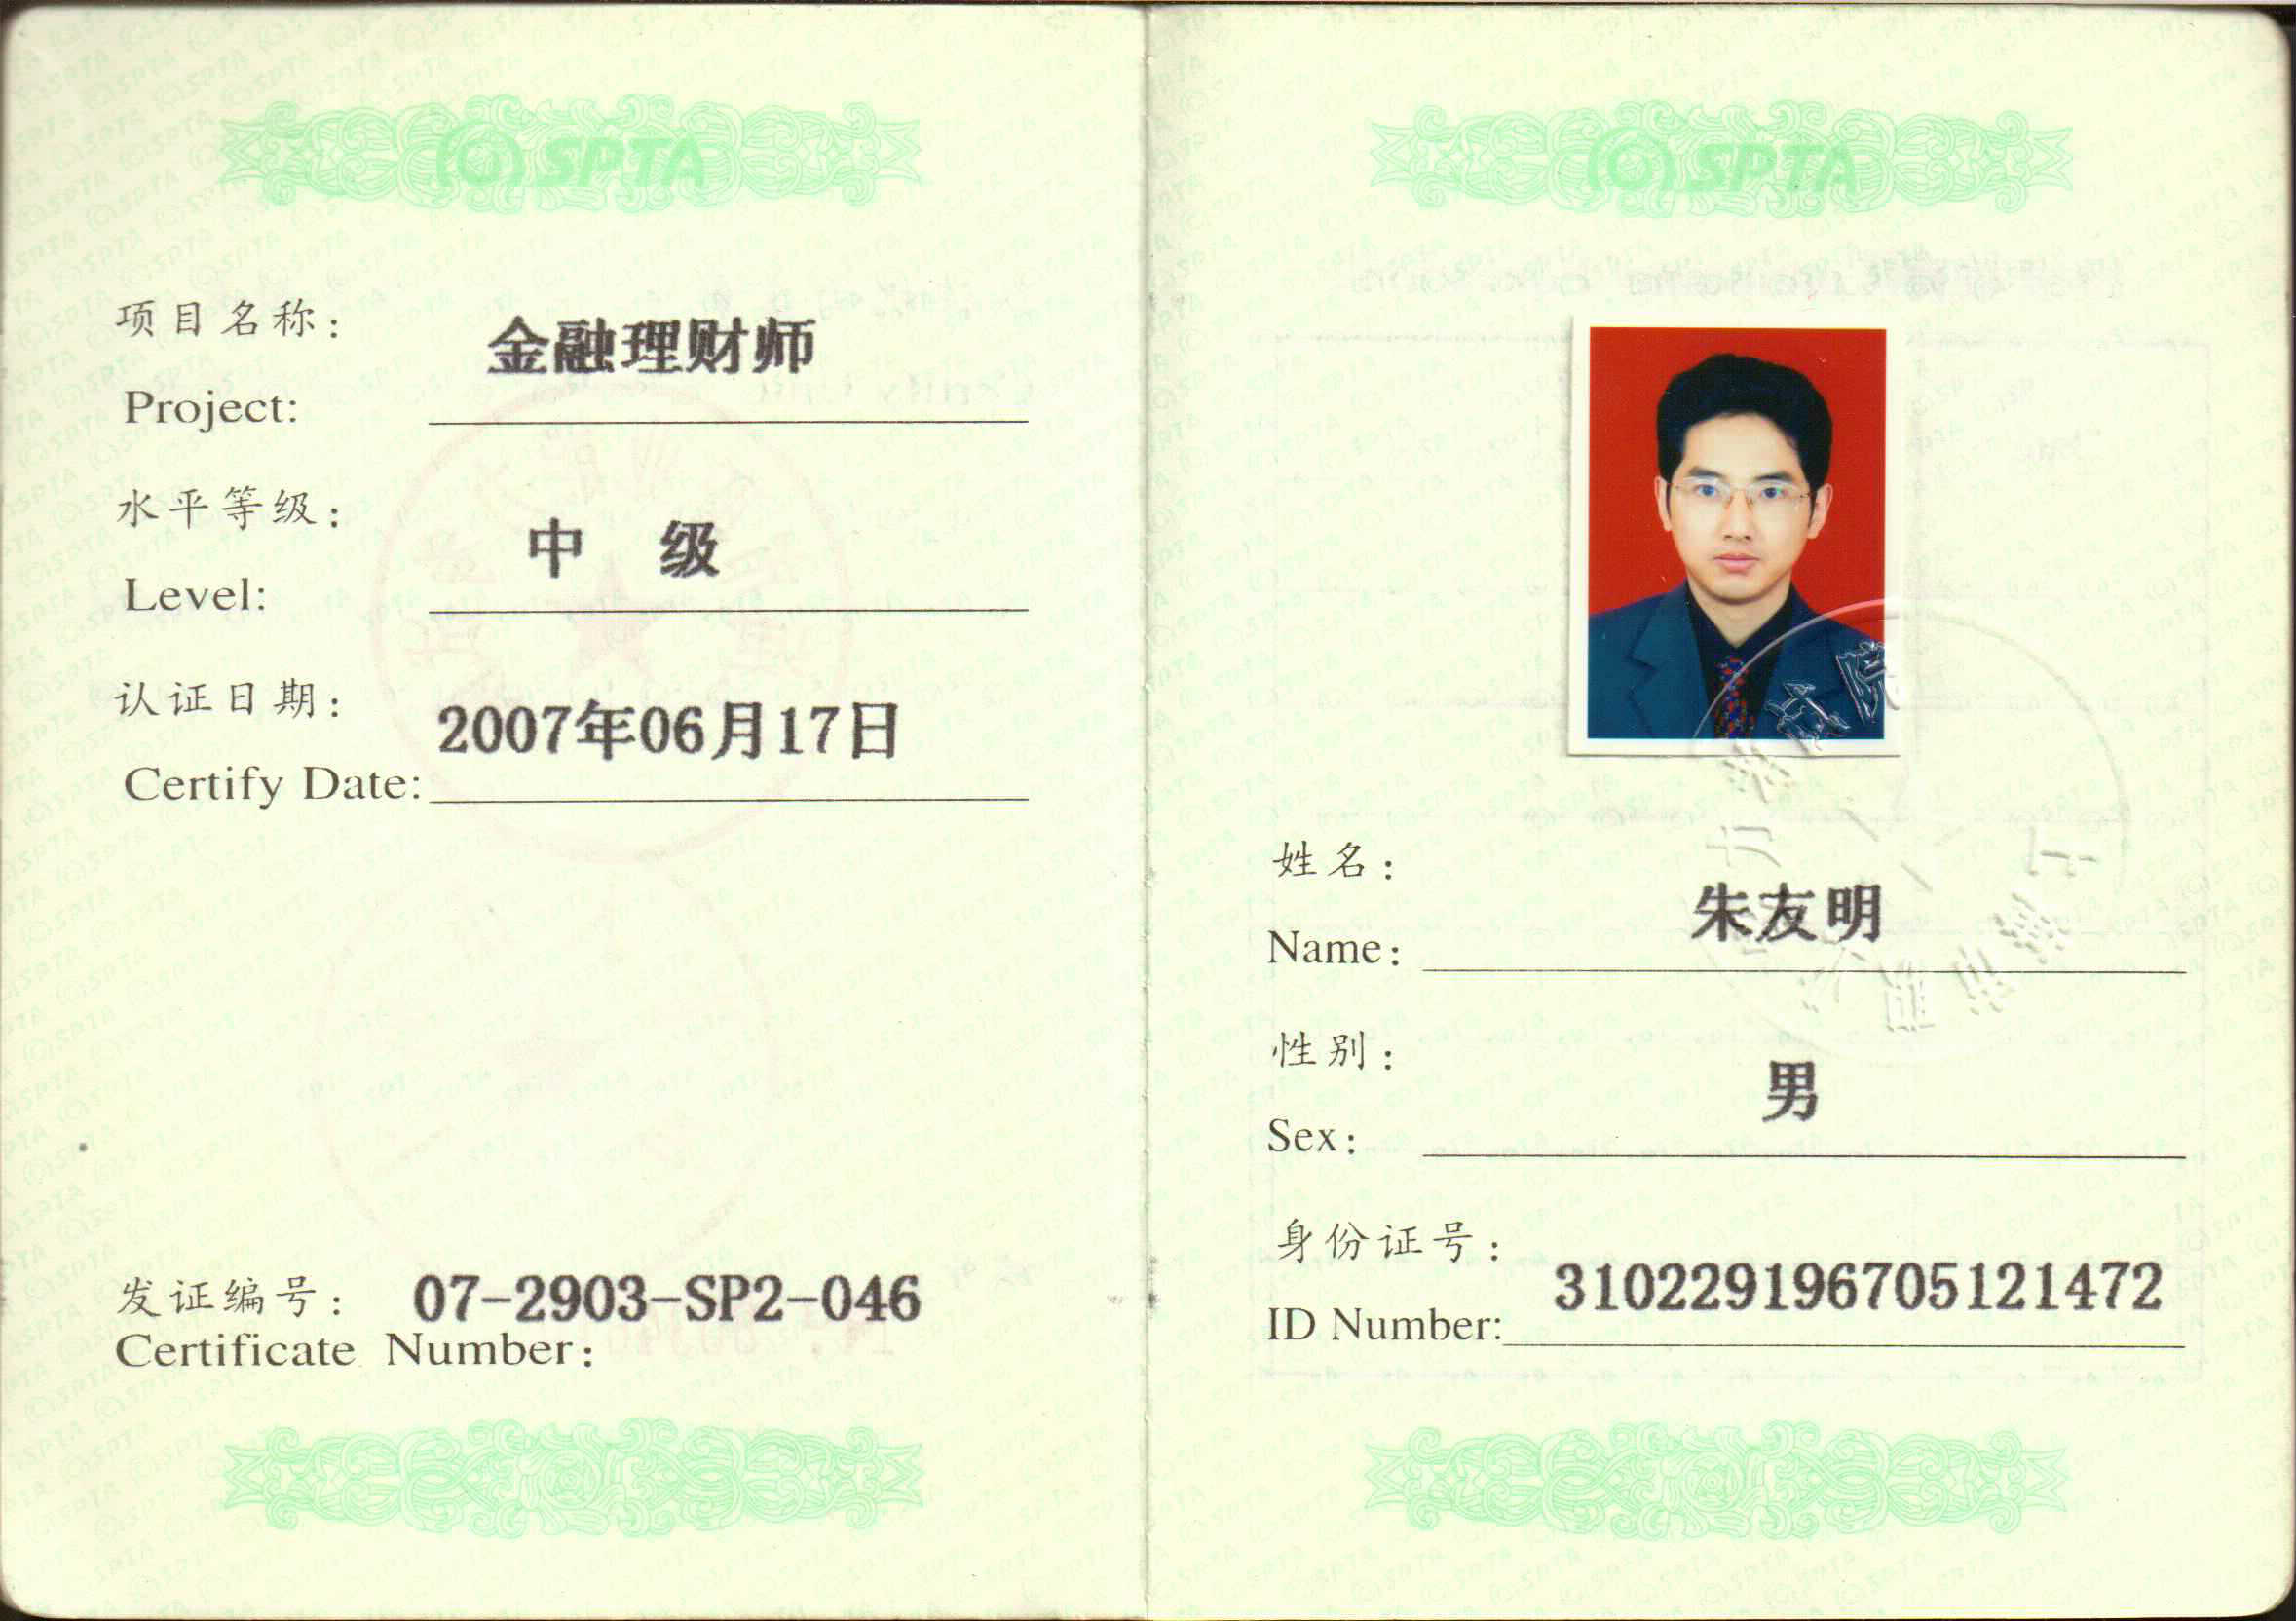 SPTA
项目名称：
金融理财师
Project:
水平等级：
中 级
Level:
认证日期：
2007年06月17日
Certify Date:
发证编号： 07-2903-SP2-046
Certificate Number:
SPTA
姓名：
朱友明
Name:
性别：
男
Sex:
身份证号：
310229196705121472
ID Number: